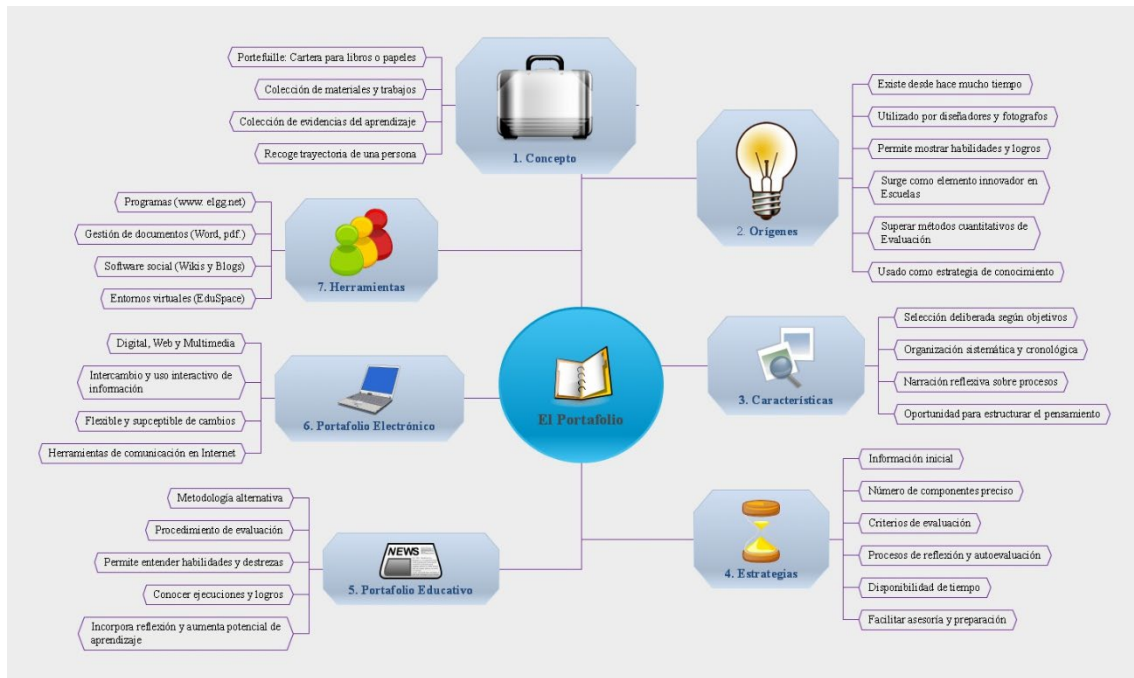 Portefuille: Cartera para libros o papeles
Colección de materiales y trabajos
Colección de evidencias del aprendizaje
Recoge trayectoria de una persona
1. Concepto
Existe desde hace mucho tiempo
Utilizado por diseñadores y fotografos
Permite mostrar habilidades y logros
Surge como elemento innovador en
Escuelas
Superar métodos cuantitativos de
Evaluación
Usado como estrategia de conocimiento
2. Orígenes
Selección deliberada según objetivos
Organización sistemática y cronológica
Narración reflexiva sobre procesos
Oportunidad para estructurar el pensamiento
3. Características
Información inicial
Número de componentes preciso
Criterios de evaluación
Procesos de reflexión y autoevaluación
Disponibilidad de tiempo
Facilitar asesoría y preparación
4. Estrategias
Metodología alternativa
Procedimiento de evaluación
Permite entender habilidades y destrezas
Conocer ejecuciones y logros
Incorpora reflexión y aumenta potencial de
aprendizaje
NEWS
5. Portafolio Educativo
Digital, Web y Multimedia
Intercambio y uso interactivo de
información
Flexible y supceptible de cambios
Herramientas de comunicación en Internet
6. Portafolio Electrónico
Programas (www. elgg.net)
Gestión de documentos (Word, pdf.)
Software social (Wikis y Blogs)
Entornos virtuales (EduSpace)
7. Herramientas
El Portafolio